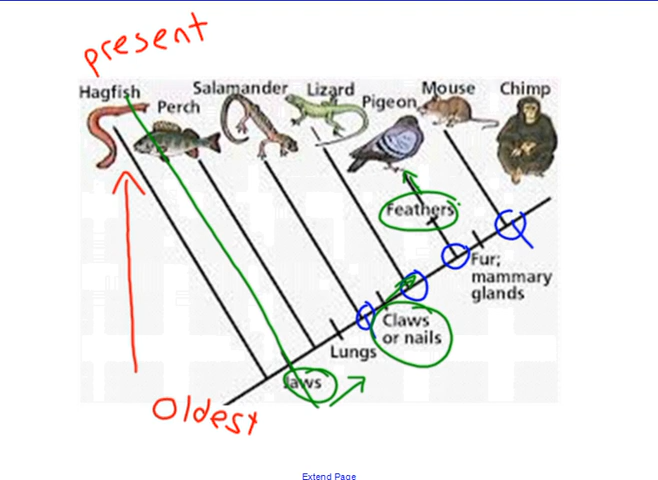 present
Hagfish
Perch
Salamander
Lizard
Pigeon
Mouse
Chimp
Feathers
Fur;
mammary
glands
Claws
or nails
Lungs
Jaws
Oldest
Extend Page